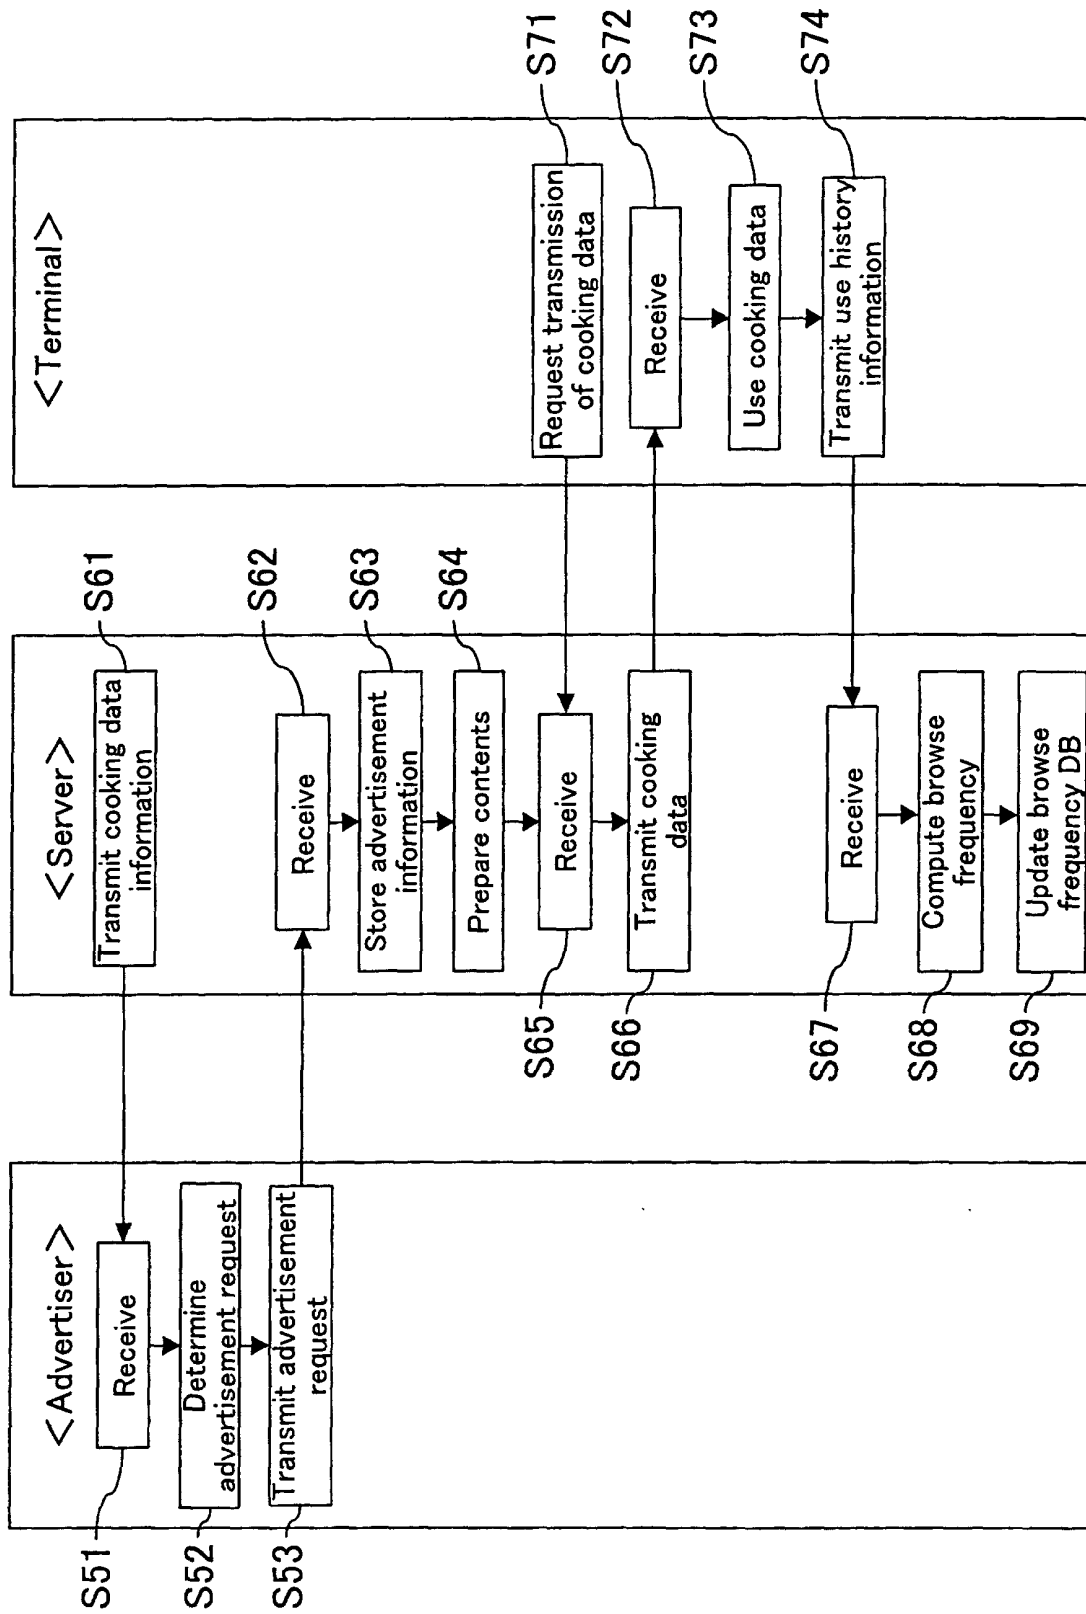 <Advertiser>
S51
Receive
S52
Determine
advertisement request
S53
Transmit advertisement
request
<Server>
S61
Transmit cooking data
information
S62
Receive
S63
Store advertisement
information
S64
Prepare contents
S65
Receive
S66
Transmit cooking
data
S67
Receive
S68
Compute browse
frequency
S69
Update browse
frequency DB
<Terminal>
S71
Request transmission
of cooking data
S72
Receive
S73
Use cooking data
S74
Transmit use history
information